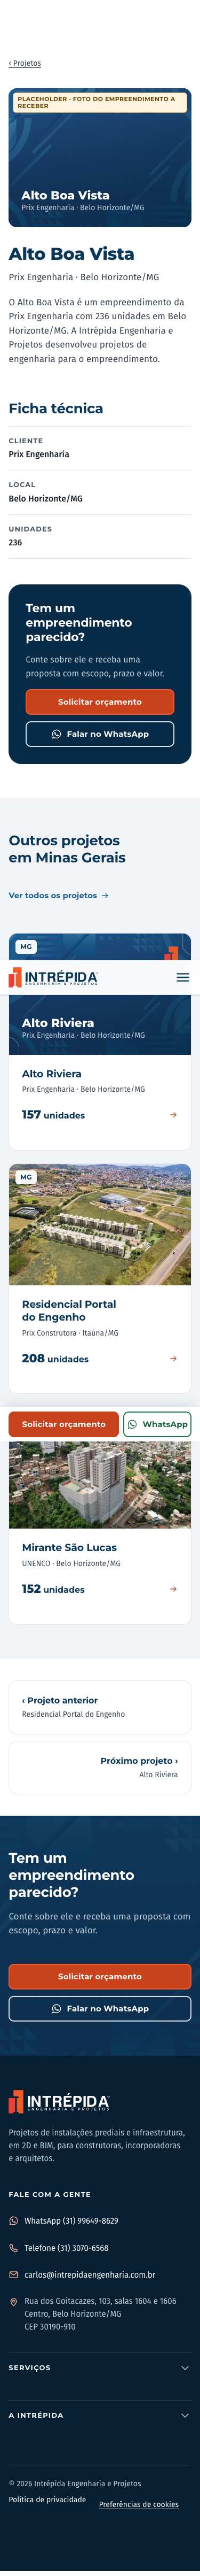 ‹ Projetos
PLACEHOLDER · FOTO DO EMPREENDIMENTO A
RECEBER
Alto Boa Vista
Prix Engenharia · Belo Horizonte/MG
Alto Boa Vista
Prix Engenharia · Belo Horizonte/MG
O Alto Boa Vista é um empreendimento da
Prix Engenharia com 236 unidades em Belo
Horizonte/MG. A Intrépida Engenharia e
Projetos desenvolveu projetos de
engenharia para o empreendimento.
Ficha técnica
CLIENTE
Prix Engenharia
LOCAL
Belo Horizonte/MG
UNIDADES
236
Tem um
empreendimento
parecido?
Conte sobre ele e receba uma
proposta com escopo, prazo e valor.
Solicitar orçamento
Falar no WhatsApp
Outros projetos
em Minas Gerais
Ver todos os projetos →
MG
INTRÉPIDA
ENGENHARIA E PROJETOS
Alto Riviera
Prix Engenharia · Belo Horizonte/MG
Alto Riviera
Prix Engenharia · Belo Horizonte/MG
157 unidades →
MG
Residencial Portal
do Engenho
Prix Construtora · Itaúna/MG
208 unidades →
Solicitar orçamento
WhatsApp
Mirante São Lucas
UNENCO · Belo Horizonte/MG
152 unidades →
‹ Projeto anterior
Residencial Portal do Engenho
Próximo projeto ›
Alto Riviera
Tem um
empreendimento
parecido?
Conte sobre ele e receba uma proposta com
escopo, prazo e valor.
Solicitar orçamento
Falar no WhatsApp
INTRÉPIDA
ENGENHARIA E PROJETOS
Projetos de instalações prediais e infraestrutura,
em 2D e BIM, para construtoras, incorporadoras
e arquitetos.
FALE COM A GENTE
WhatsApp (31) 99649-8629
Telefone (31) 3070-6568
carlos@intrepidaengenharia.com.br
Rua dos Goitacazes, 103, salas 1604 e 1606
Centro, Belo Horizonte/MG
CEP 30190-910
SERVIÇOS
A INTRÉPIDA
© 2026 Intrépida Engenharia e Projetos
Política de privacidade
Preferências de cookies